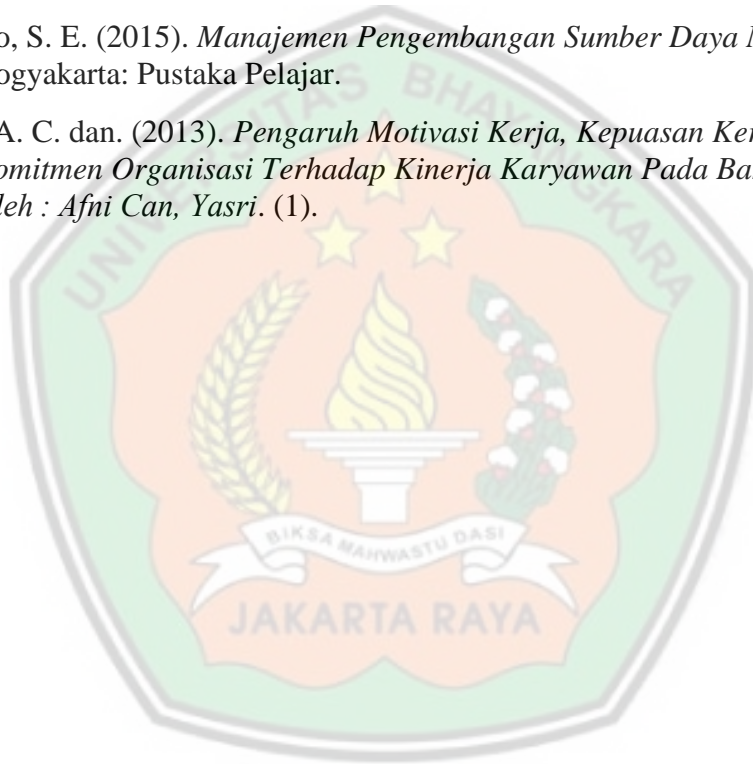 o, S. E. (2015). Manajemen Pengembangan Sumber Daya
ogyakarta: Pustaka Pelajar.
A. C. dan. (2013). Pengaruh Motivasi Kerja, Kepuasan Ker
omitmen Organisasi Terhadap Kinerja Karyawan Pada Ba
leh : Afni Can, Yasri. (1).
UNIVERSITAS BHAYANGKARA
BIKSA MAHWASTU DASI
JAKARTA RAYA